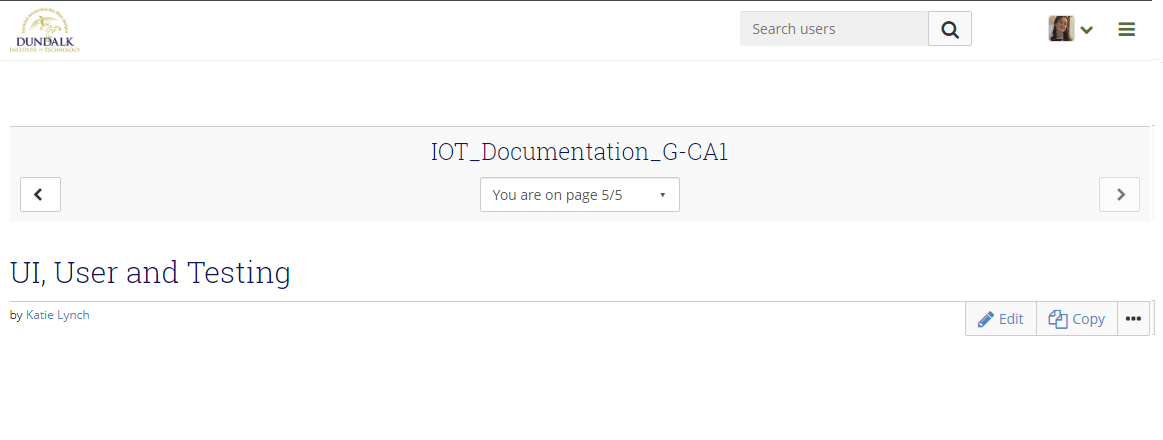 DUNDALK
INSTITUTE OF TECHNOLOGY
Search users
IOT_Documentation_G-CA1
You are on page 5/5
UI, User and Testing
by Katie Lynch
Edit
Copy